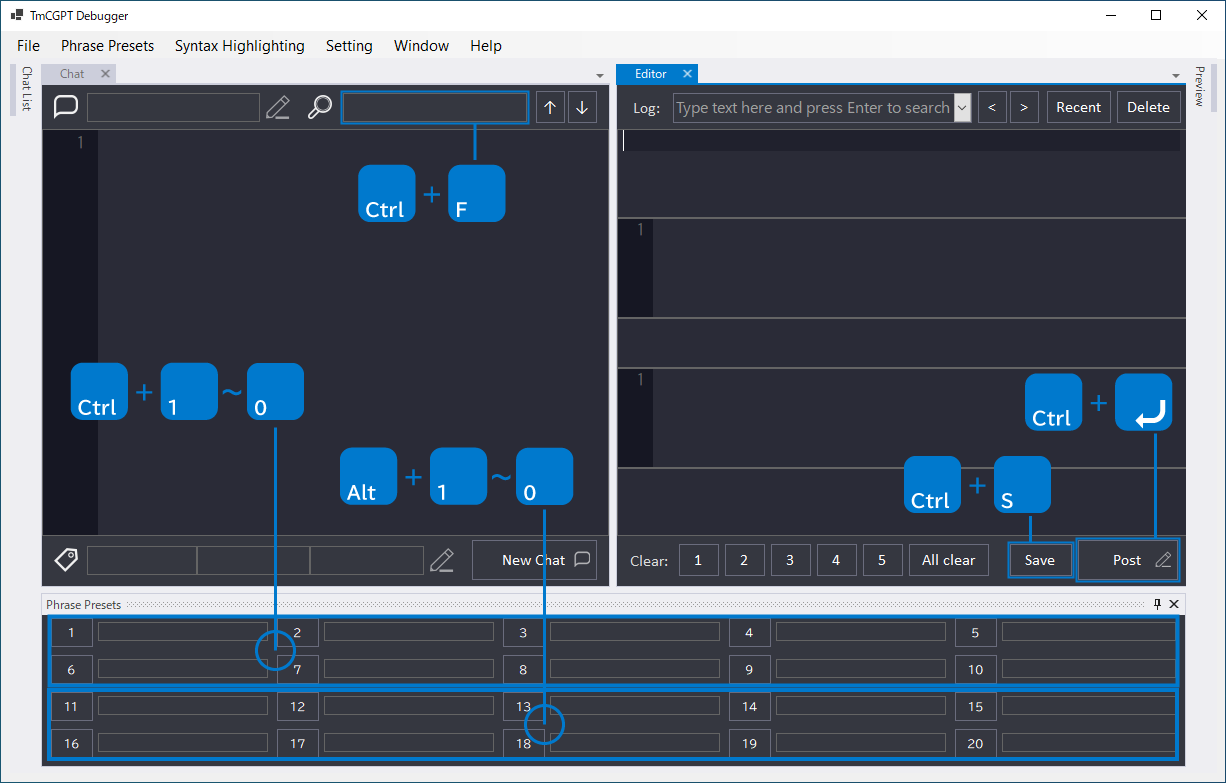 TmCGPT Debugger
File Phrase Presets Syntax Highlighting Setting Window Help
Chat List
Chat
Editor
Preview
Log: Type text here and press Enter to search < > Recent Delete
1
Ctrl + F
1
Ctrl + 1 ~ 0
1
Ctrl +
Alt + 1 ~ 0
Ctrl + S
New Chat
Clear: 1 2 3 4 5 All clear Save Post
Phrase Presets
1 2 3 4 5
6 7 8 9 10
11 12 13 14 15
16 17 18 19 20